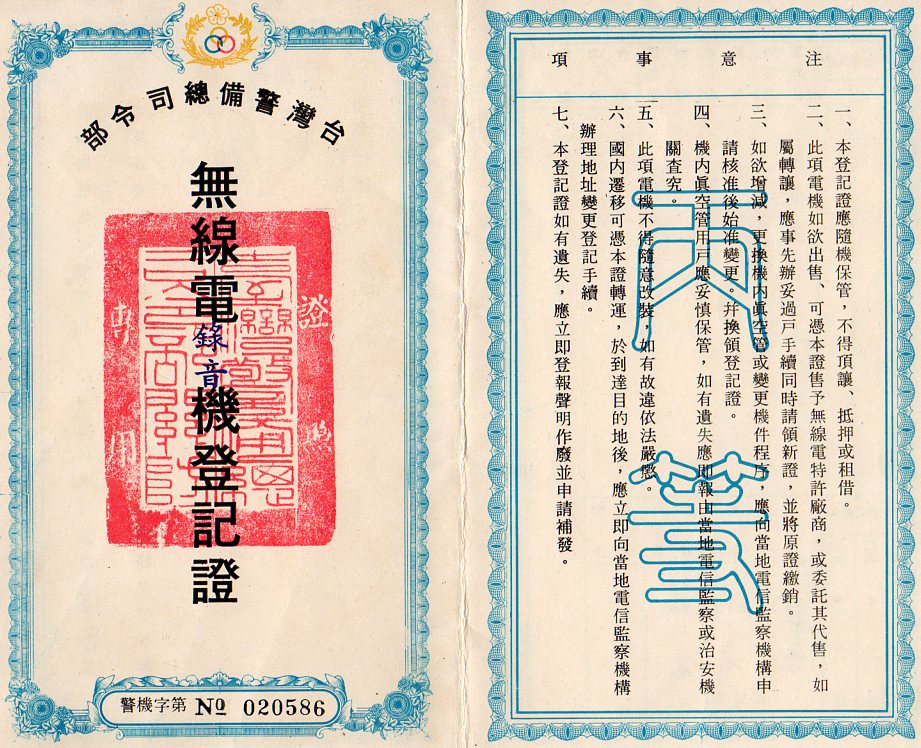 台灣警備總司令部
無線電錄音機登記證
警機字第 № 020586
注意事項
一、本登記證應隨機保管，不得項讓、抵押或租借。
二、此項電機如欲出售、可憑本證售予無線電特許廠商，或委託其代售，如
屬轉讓，應事先辦妥過戶手續同時請領新證，並將原證繳銷。
三、如欲增減，更換機內眞空管或變更機件程序，應向當地電信監察機構申
請核准後始准變更。并換領登記證。
四、機內眞空管用戶應妥慎保管，如有遺失應即報由當地電信監察或治安機
關查究。
五、此項電機不得隨意改裝，如有故違依法嚴懲。
六、國內遷移可憑本證轉運，於到達目的地後，應立即向當地電信監察機構
辦理地址變更登記手續。
七、本登記證如有遺失，應立即登報聲明作廢並申請補發。